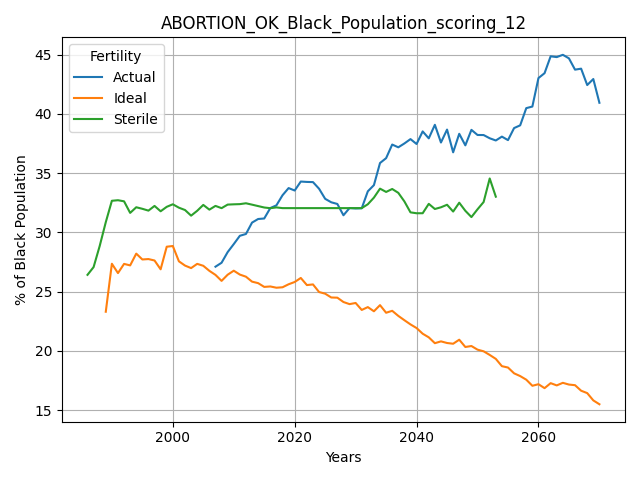 ABORTION_OK_Black_Population_scoring_12
Fertility
Actual
Ideal
Sterile
% of Black Population
45
40
35
30
25
20
15
2000
2020
2040
2060
Years